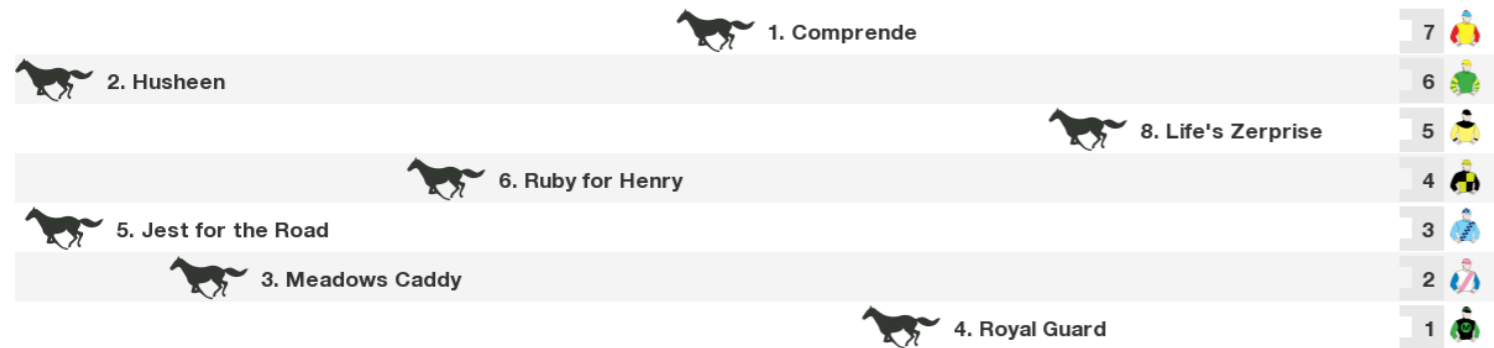 1. Comprende 7
2. Husheen 6
8. Life's Zerprise 5
6. Ruby for Henry 4
5. Jest for the Road 3
3. Meadows Caddy 2
4. Royal Guard 1